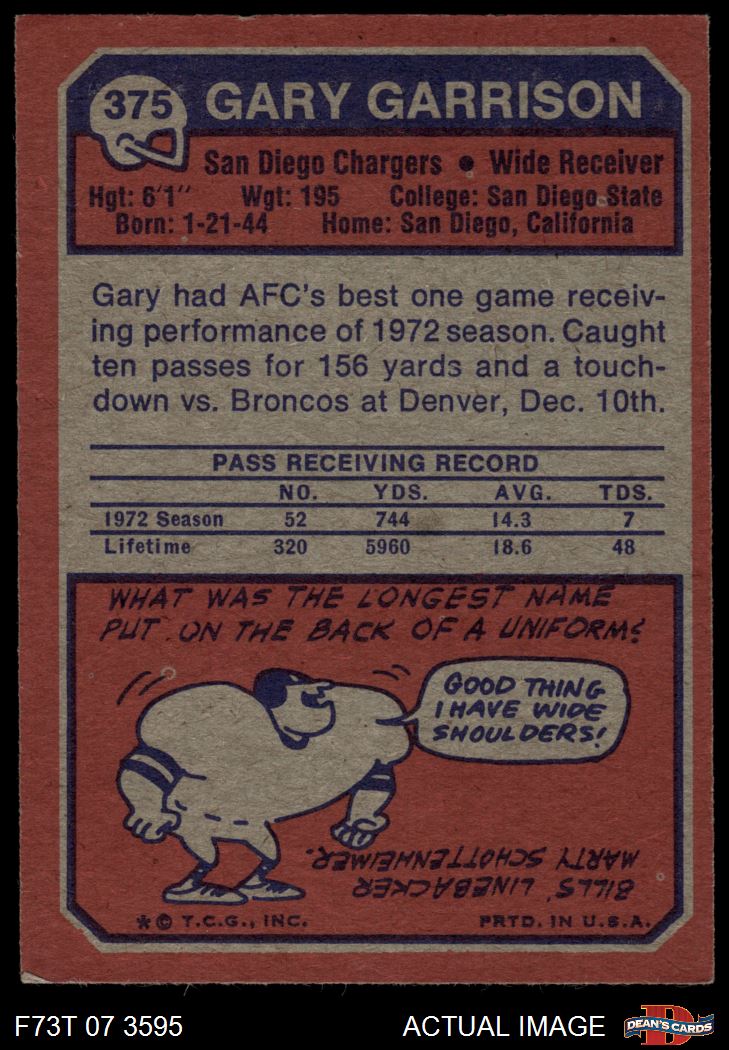 375 GARY GARRISON
San Diego Chargers • Wide Receiver
Hgt: 6'1" Wgt: 195 College: San Diego State
Born: 1-21-44 Home: San Diego, California
Gary had AFC's best one game receiv-
ing performance of 1972 season. Caught
ten passes for 156 yards and a touch-
down vs. Broncos at Denver, Dec. 10th.
PASS RECEIVING RECORD
NO. YDS. AVG. TDS.
1972 Season 52 744 14.3 7
Lifetime 320 5960 18.6 48
WHAT WAS THE LONGEST NAME
PUT ON THE BACK OF A UNIFORM?
GOOD THING
I HAVE WIDE
SHOULDERS!
BILLS' LINEBACKER
MARTY SCHOTTENHEIMER.
* © T.C.G., INC. PRTD. IN U.S.A.
F73T 07 3595 ACTUAL IMAGE D DEAN'S CARDS